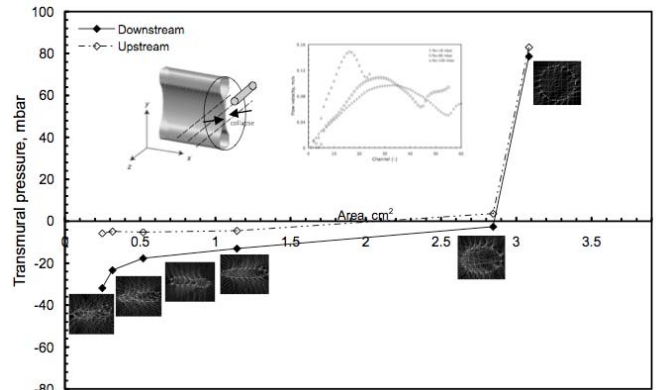 100
80
60
40
20
0
-20
-40
-60
-80
Transmural pressure, mbar
Downstream
Upstream
y
x
z
collapse
Flow velocity, m/s
Channel (-)
Area, cm²
0 0.5 1 1.5 2 2.5 3 3.5